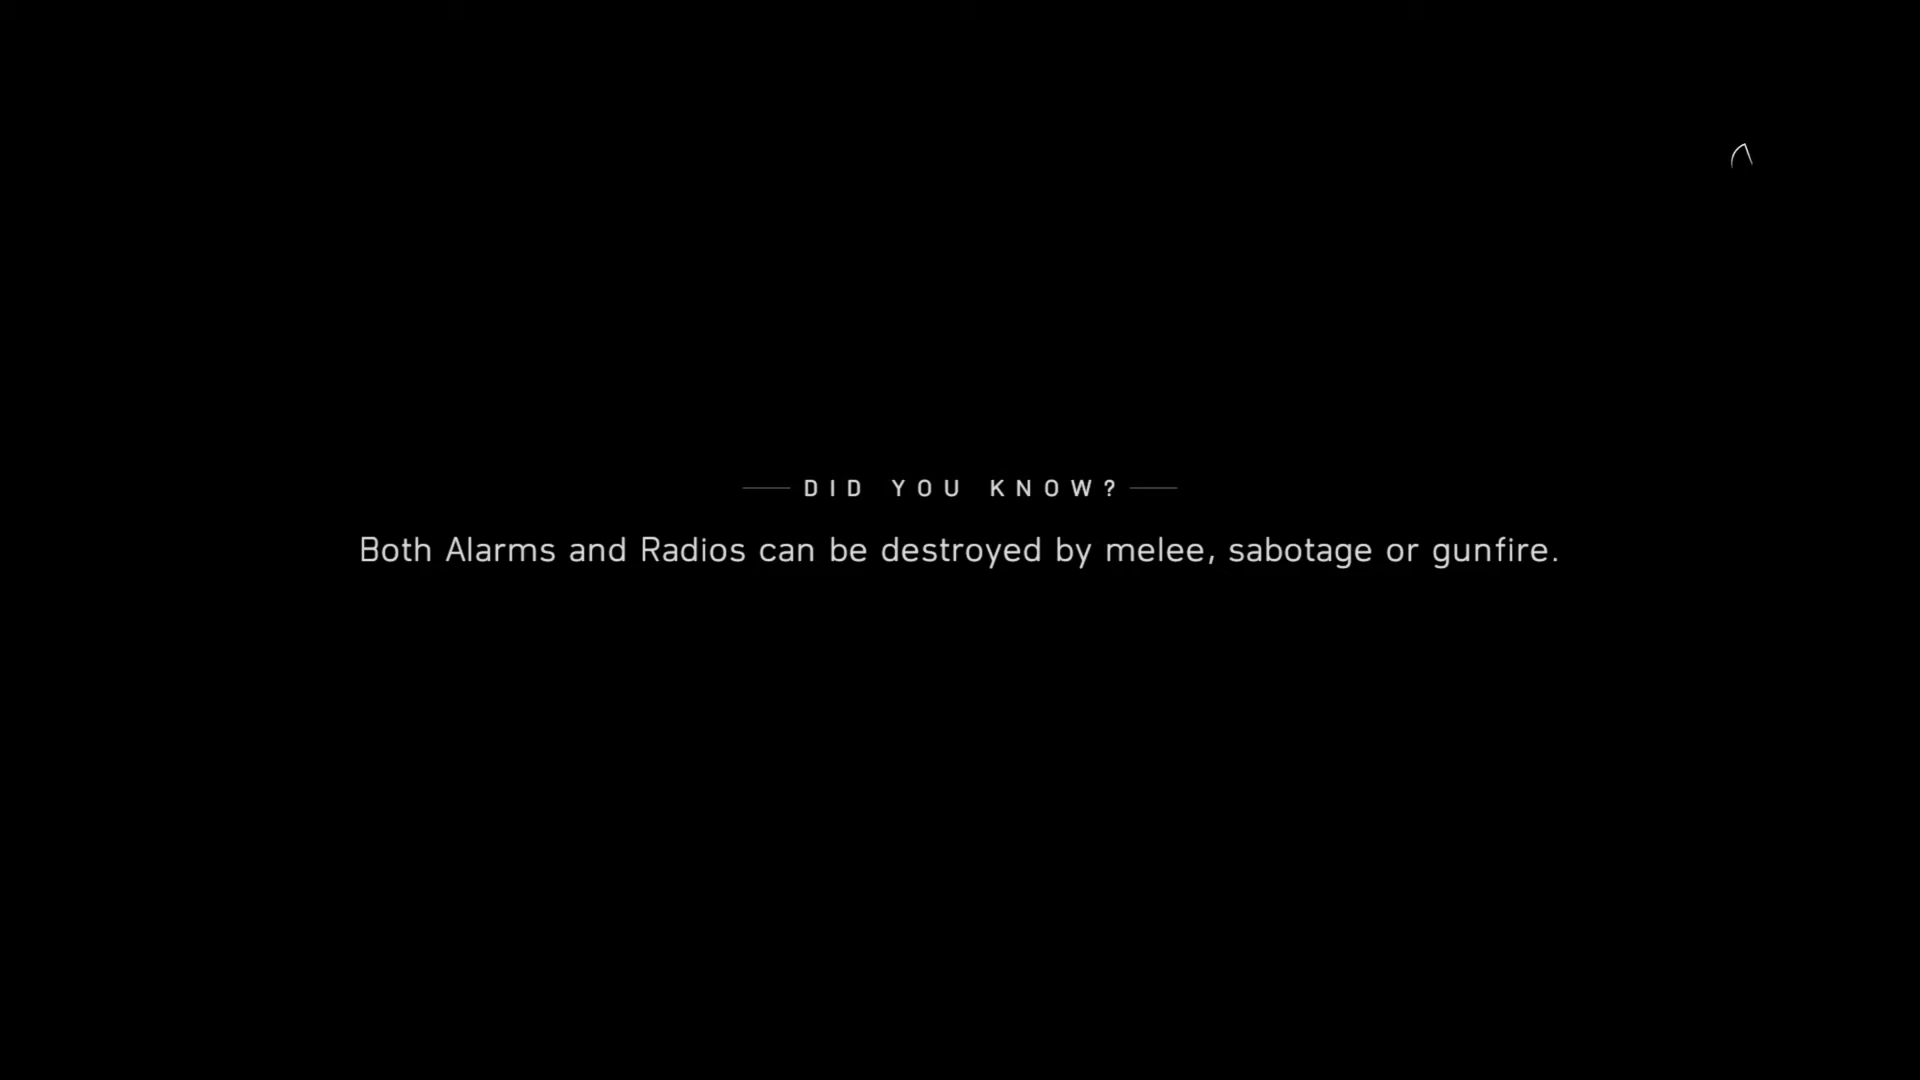 DID YOU KNOW?
Both Alarms and Radios can be destroyed by melee, sabotage or gunfire.